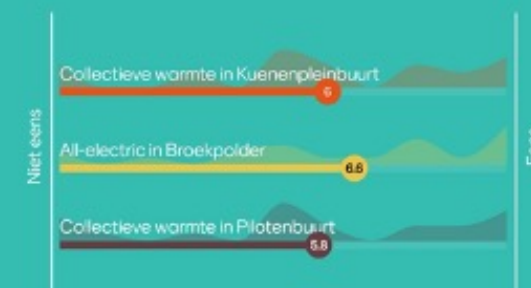 Collectieve warmte in Kuenenpleinbuurt
6
Niet eens
All-electric in Broekpolder
6.6
Collectieve warmte in Pilotenbuurt
5.8